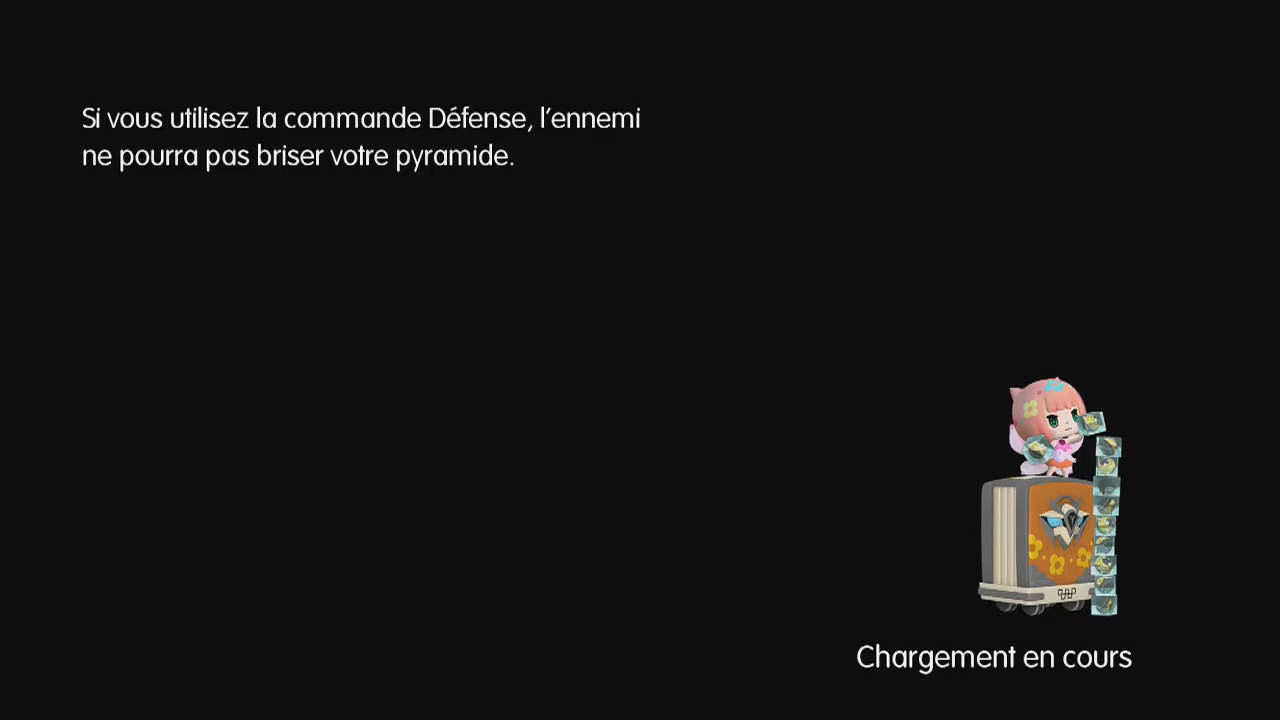 Si vous utilisez la commande Défense, l'ennemi
ne pourra pas briser votre pyramide.
Chargement en cours